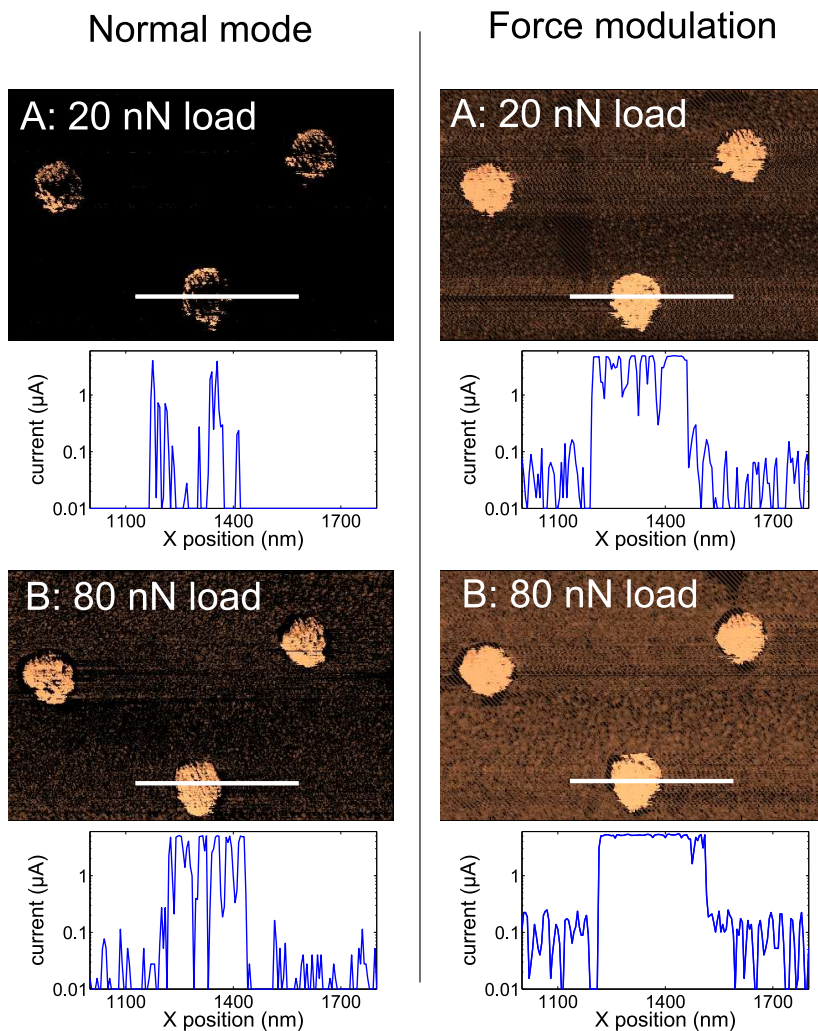 Normal mode
Force modulation
A: 20 nN load
A: 20 nN load
current (μA)
1
0.1
0.01
1100 1400 1700
X position (nm)
current (μA)
1
0.1
0.01
1100 1400 1700
X position (nm)
B: 80 nN load
B: 80 nN load
current (μA)
1
0.1
0.01
1100 1400 1700
X position (nm)
current (μA)
1
0.1
0.01
1100 1400 1700
X position (nm)